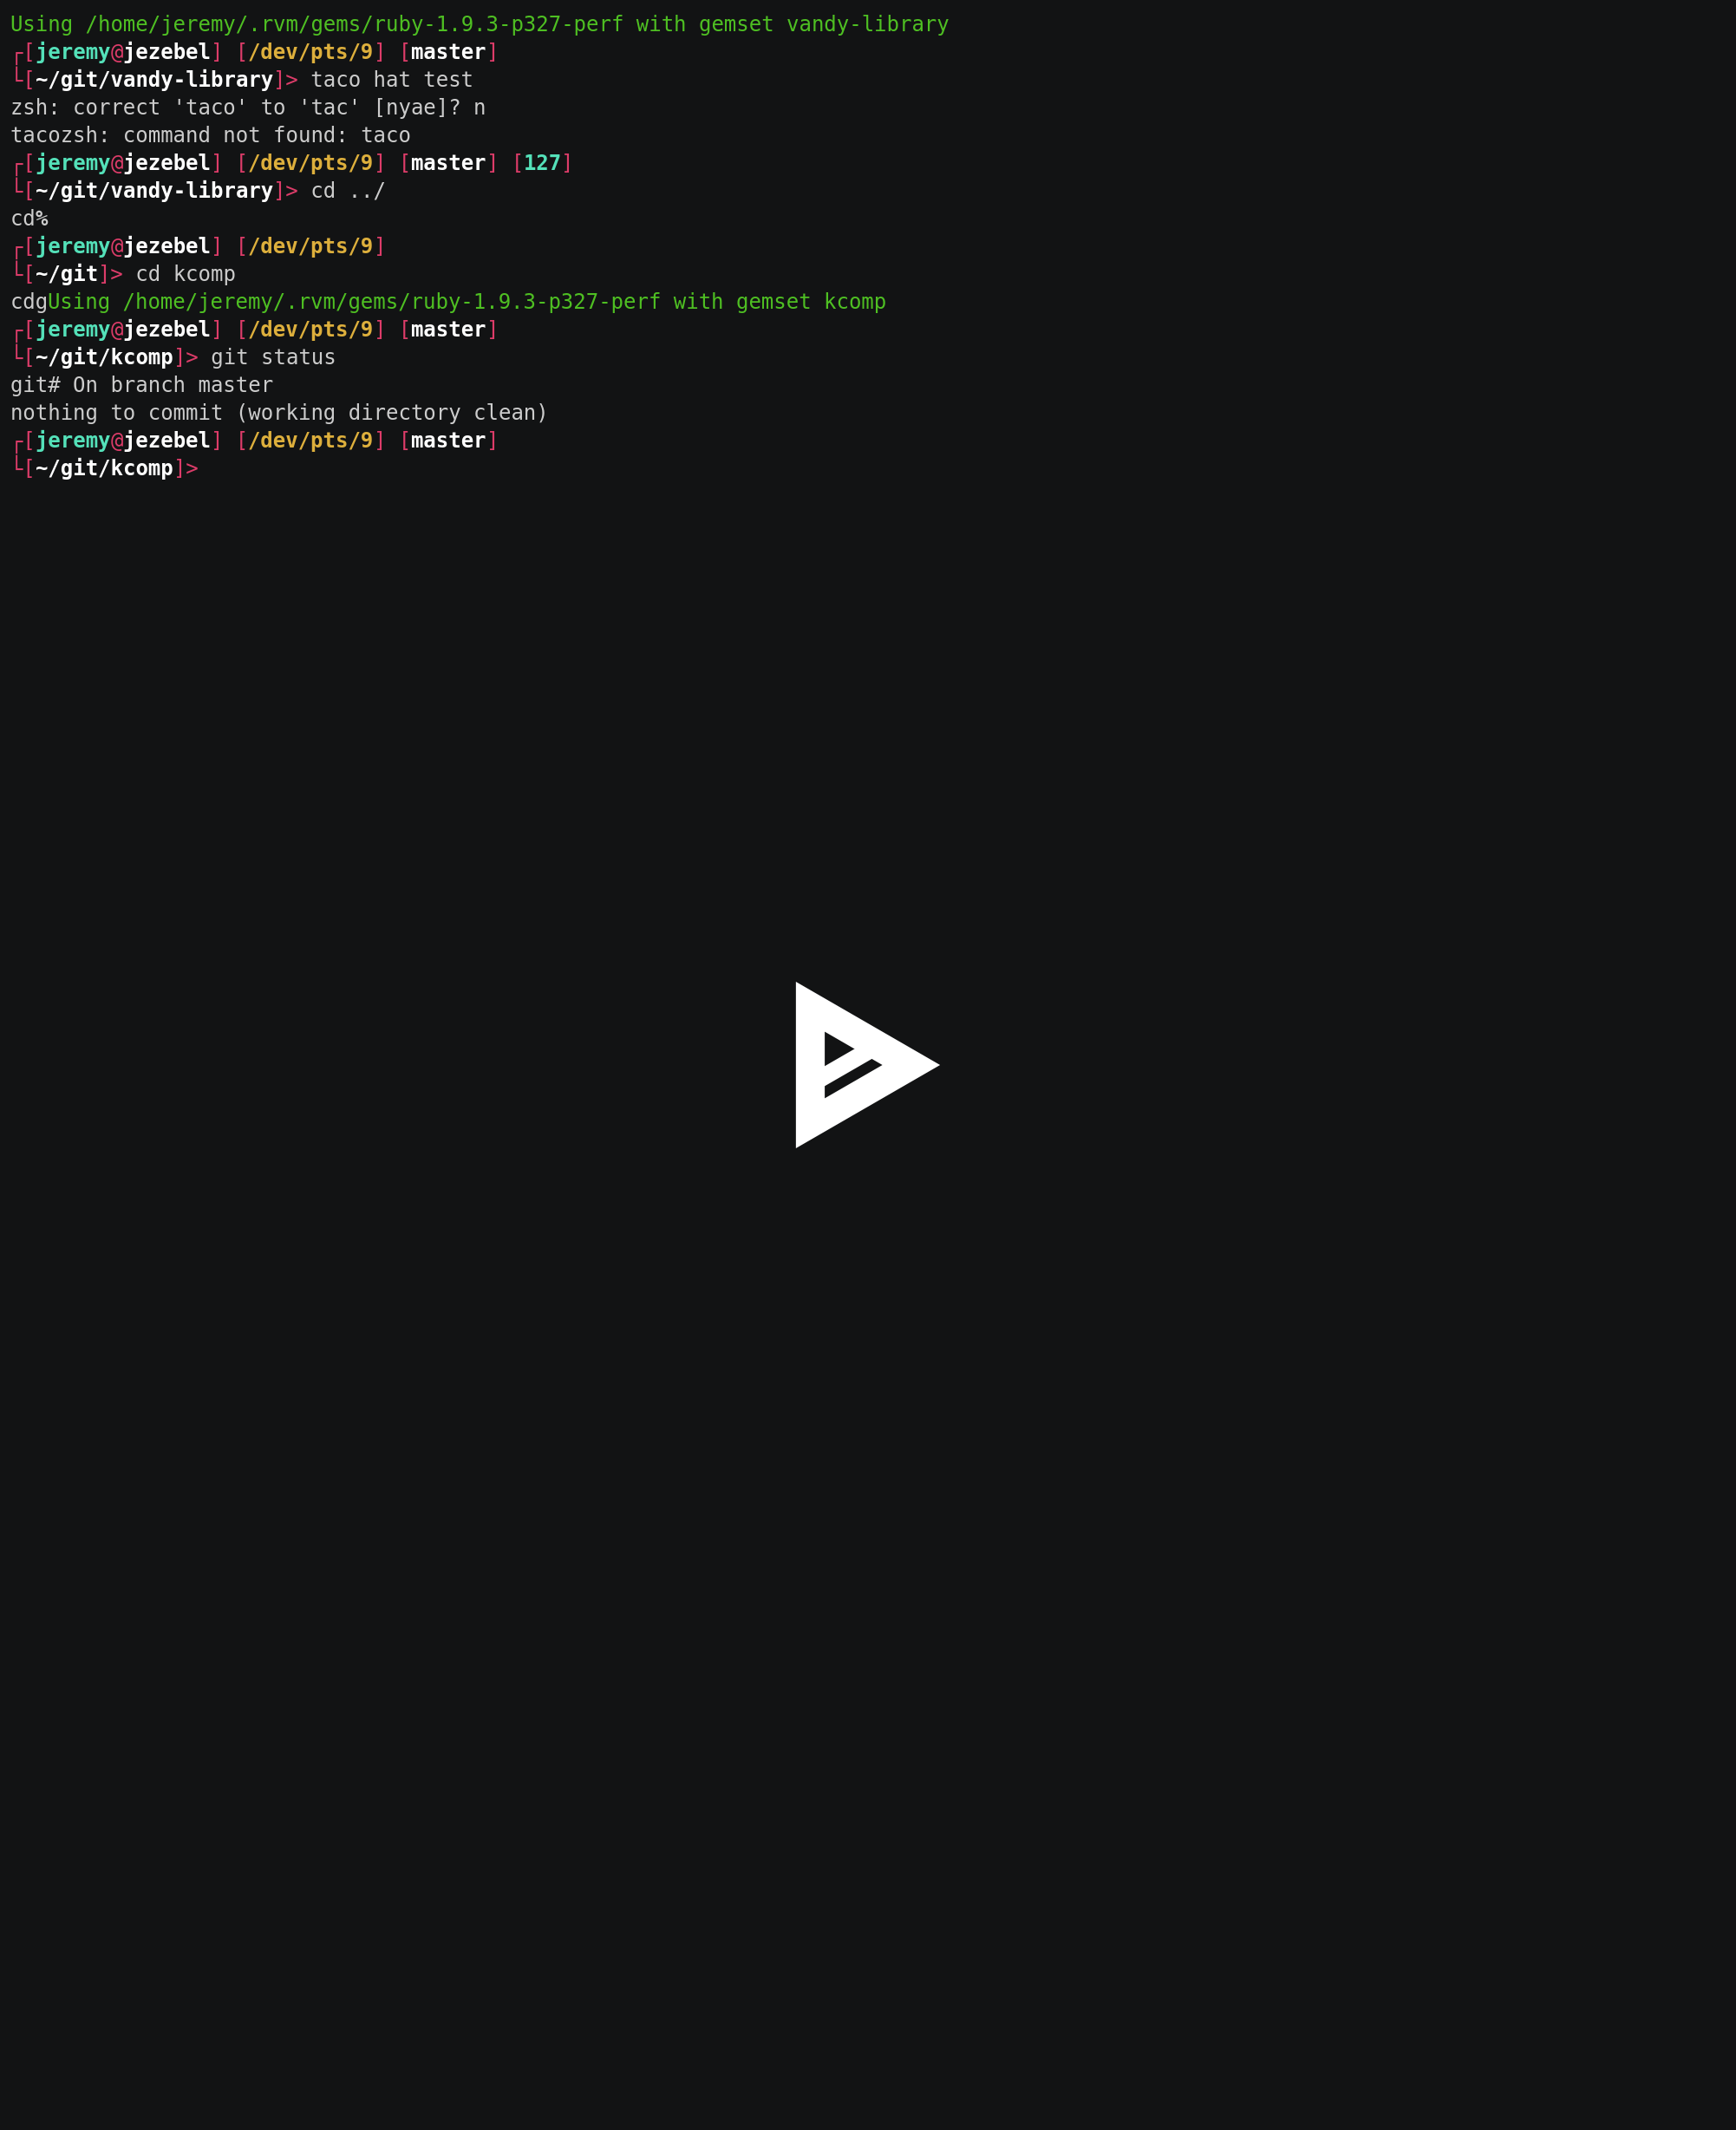 Using /home/jeremy/.rvm/gems/ruby-1.9.3-p327-perf with gemset vandy-library
┌[jeremy@jezebel] [/dev/pts/9] [master]
└[~/git/vandy-library]> taco hat test
zsh: correct 'taco' to 'tac' [nyae]? n
tacozsh: command not found: taco
┌[jeremy@jezebel] [/dev/pts/9] [master] [127]
└[~/git/vandy-library]> cd ../
cd%
┌[jeremy@jezebel] [/dev/pts/9]
└[~/git]> cd kcomp
cdgUsing /home/jeremy/.rvm/gems/ruby-1.9.3-p327-perf with gemset kcomp
┌[jeremy@jezebel] [/dev/pts/9] [master]
└[~/git/kcomp]> git status
git# On branch master
nothing to commit (working directory clean)
┌[jeremy@jezebel] [/dev/pts/9] [master]
└[~/git/kcomp]>